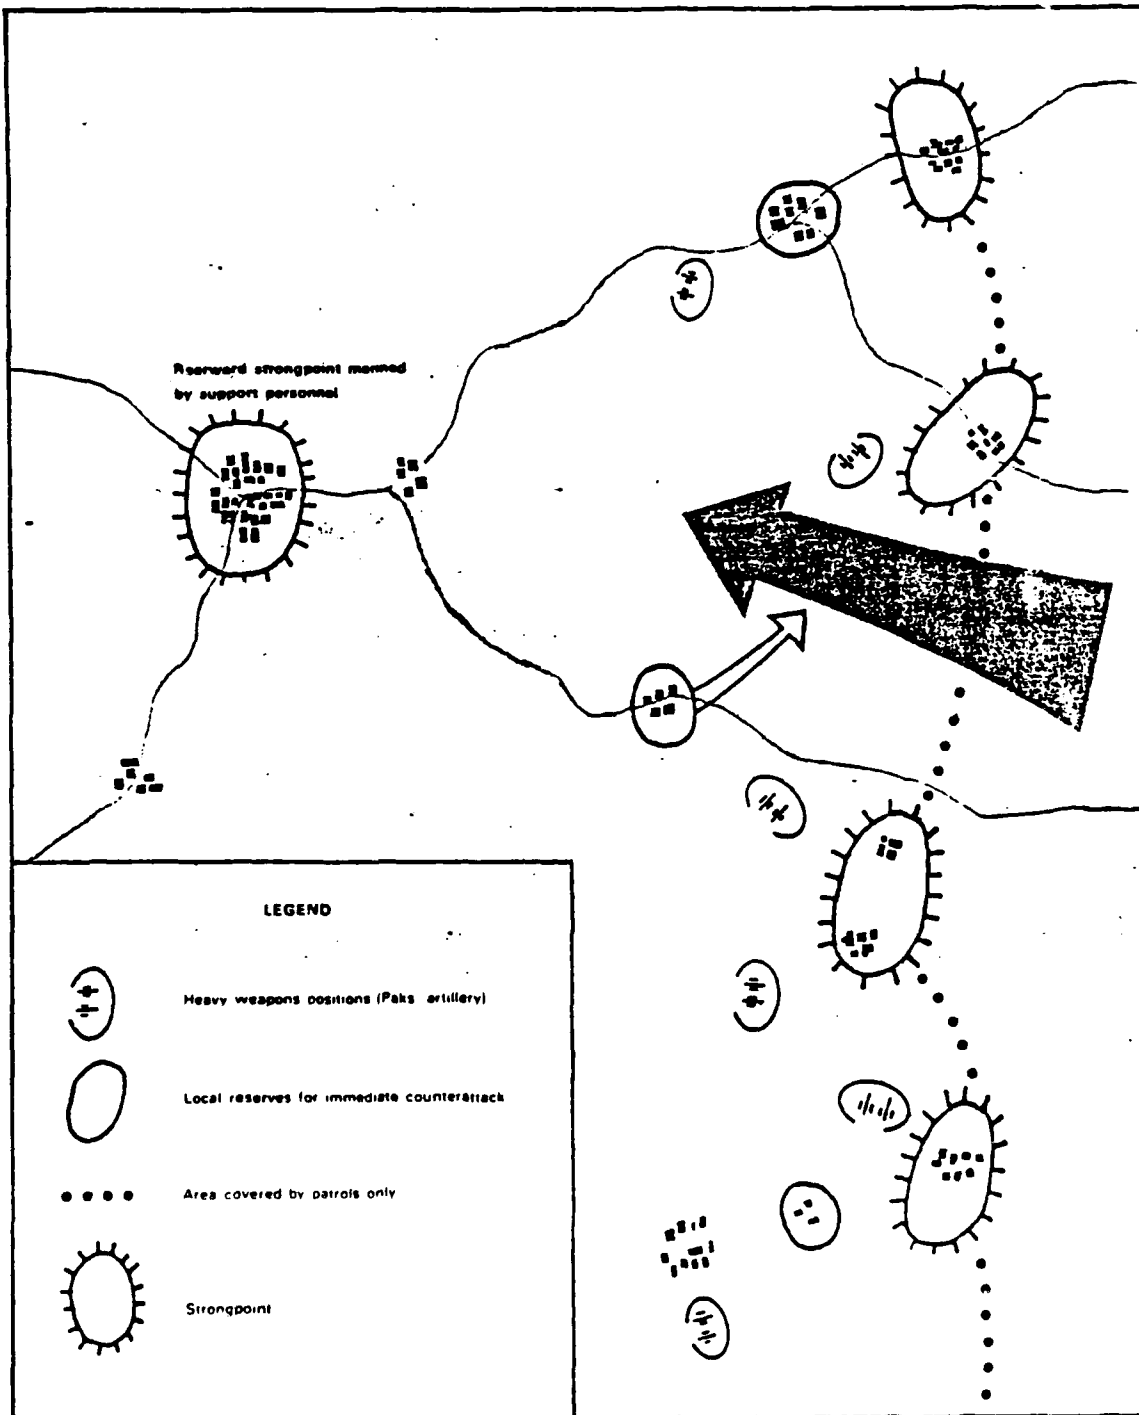 Rearward strongpoint manned
by support personnel
LEGEND
Heavy weapons positions (Paks artillery)
Local reserves for immediate counterattack
Area covered by patrols only
Strongpoint